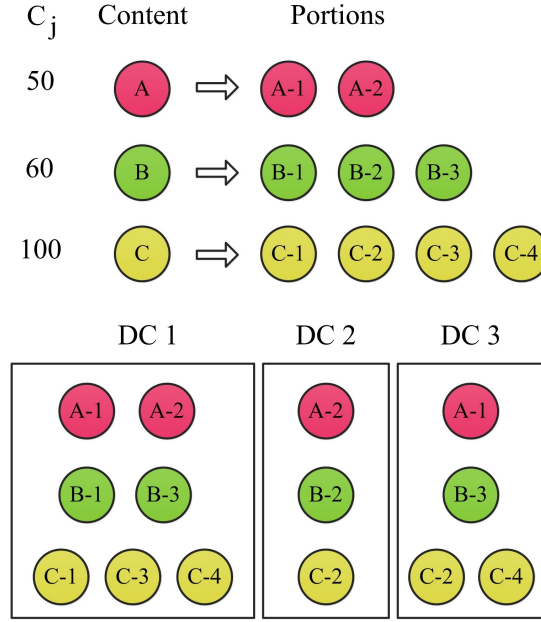 C_j Content Portions
50 A A-1 A-2
60 B B-1 B-2 B-3
100 C C-1 C-2 C-3 C-4
DC 1 DC 2 DC 3
A-1 A-2 A-2 A-1
B-1 B-3 B-2 B-3
C-1 C-3 C-4 C-2 C-2 C-4